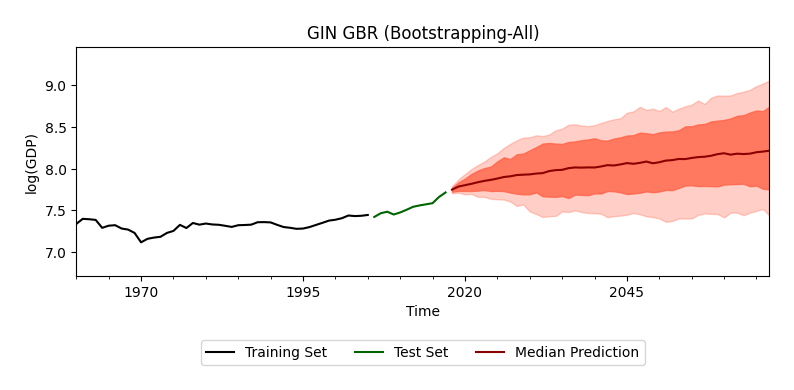 GIN GBR (Bootstrapping-All)
log(GDP)
9.0
8.5
8.0
7.5
7.0
1970 1995 2020 2045
Time
Training Set Test Set Median Prediction